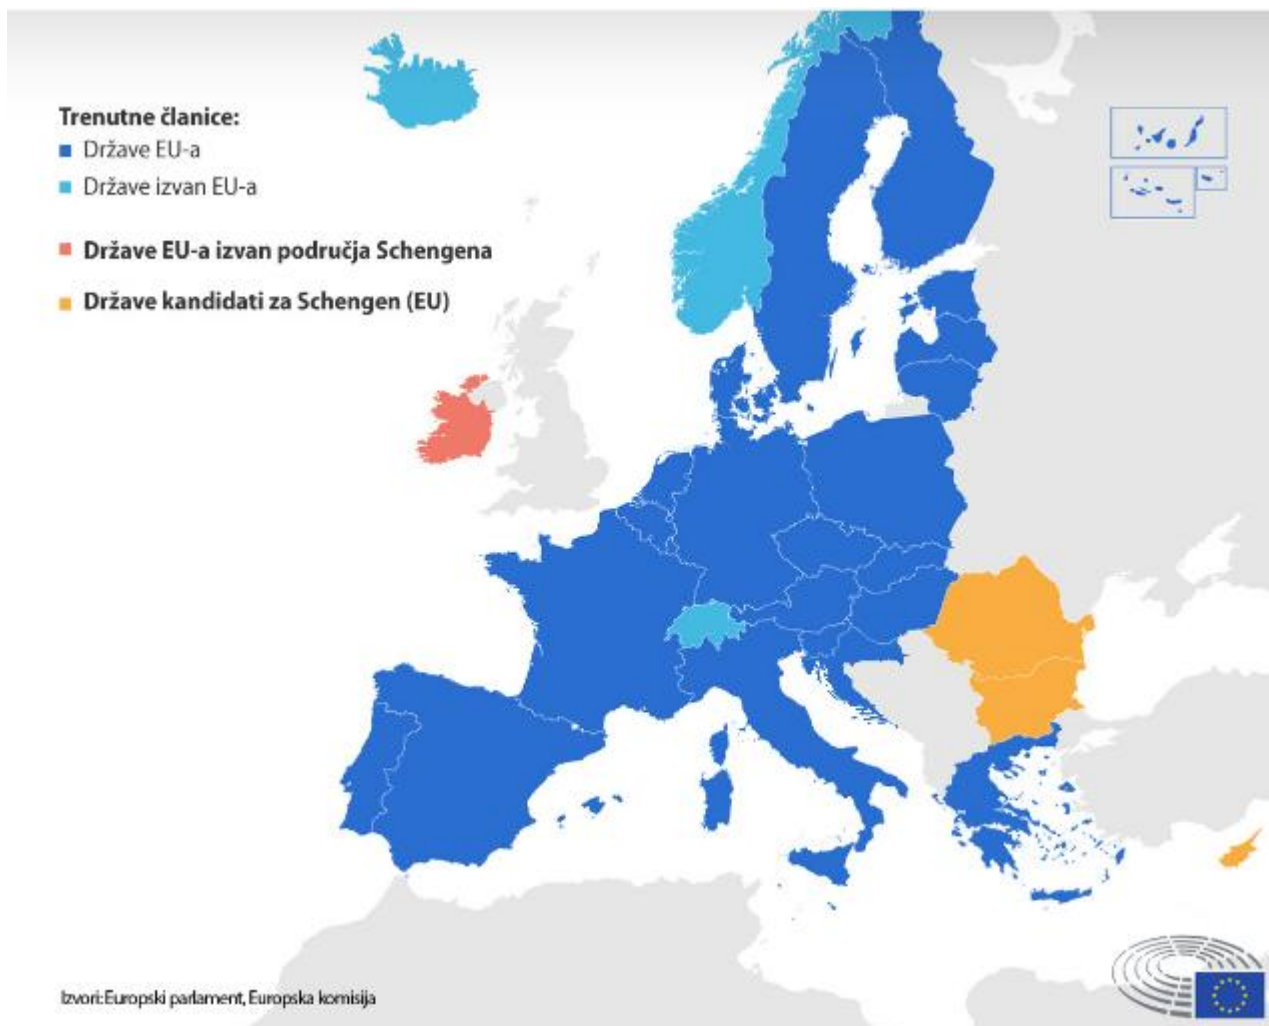 Trenutne članice:
Države EU-a
Države izvan EU-a
Države EU-a izvan područja Schengena
Države kandidati za Schengen (EU)
Izvori: Europski parlament, Europska komisija